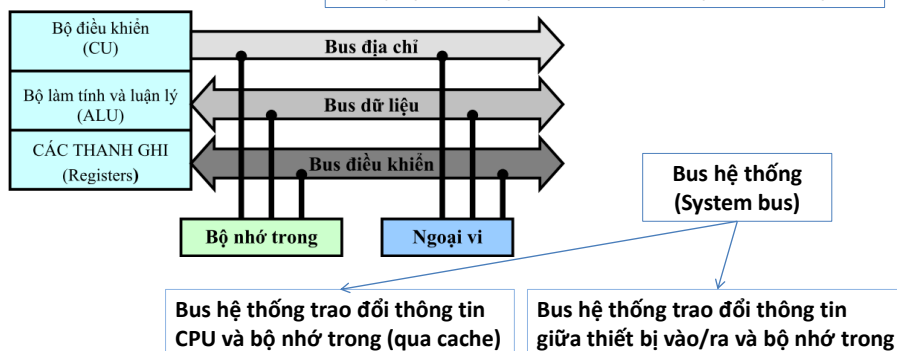 Bộ điều khiển
(CU)
Bus địa chỉ
Bộ làm tính và luận lý
(ALU)
Bus dữ liệu
CÁC THANH GHI
(Registers)
Bus điều khiển
Bus hệ thống
(System bus)
Bộ nhớ trong
Ngoại vi
Bus hệ thống trao đổi thông tin
CPU và bộ nhớ trong (qua cache)
Bus hệ thống trao đổi thông tin
giữa thiết bị vào/ra và bộ nhớ trong